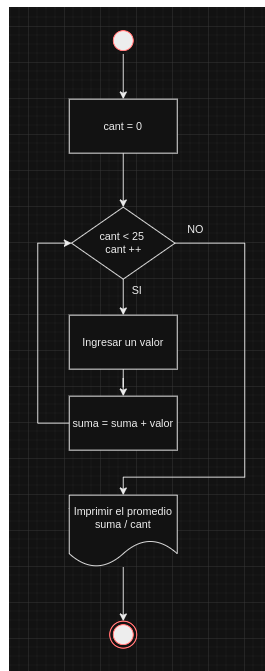 cant = 0
cant < 25
cant ++
NO
SI
Ingresar un valor
suma = suma + valor
Imprimir el promedio
suma / cant